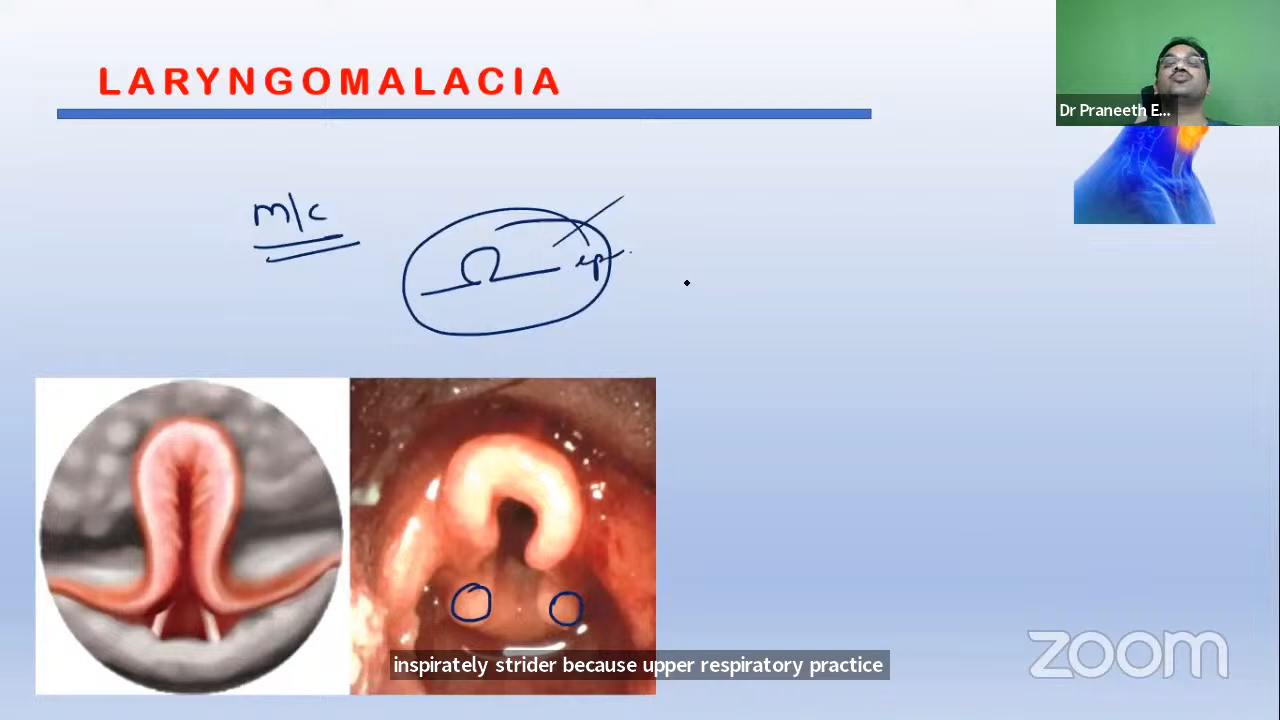 LARYNGOMALACIA
Dr Praneeth E...
m/c
Ω ep.
inspirately strider because upper respiratory practice
zoom